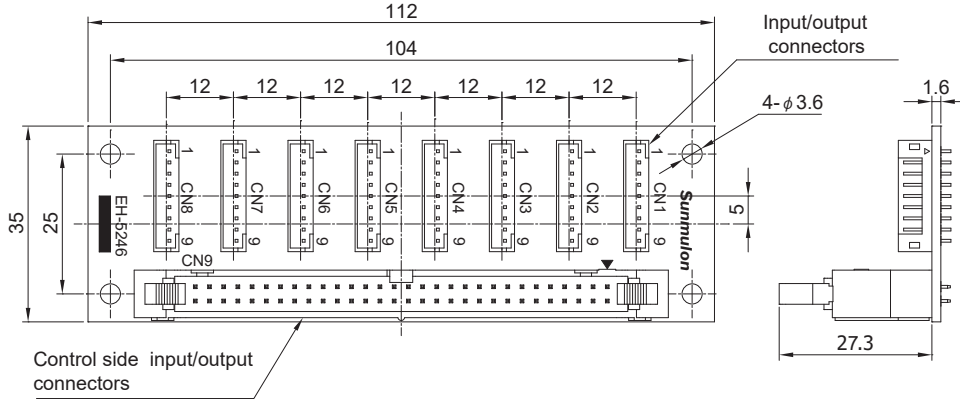 112
Input/output
connectors
104
12 12 12 12 12 12 12
4-φ3.6
1.6
35
25
EH-5246
1 1 1 1 1 1 1 1
CN8 CN7 CN6 CN5 CN4 CN3 CN2 CN1
9 9 9 9 9 9 9 9
Sumulon
5
CN9
27.3
Control side input/output
connectors